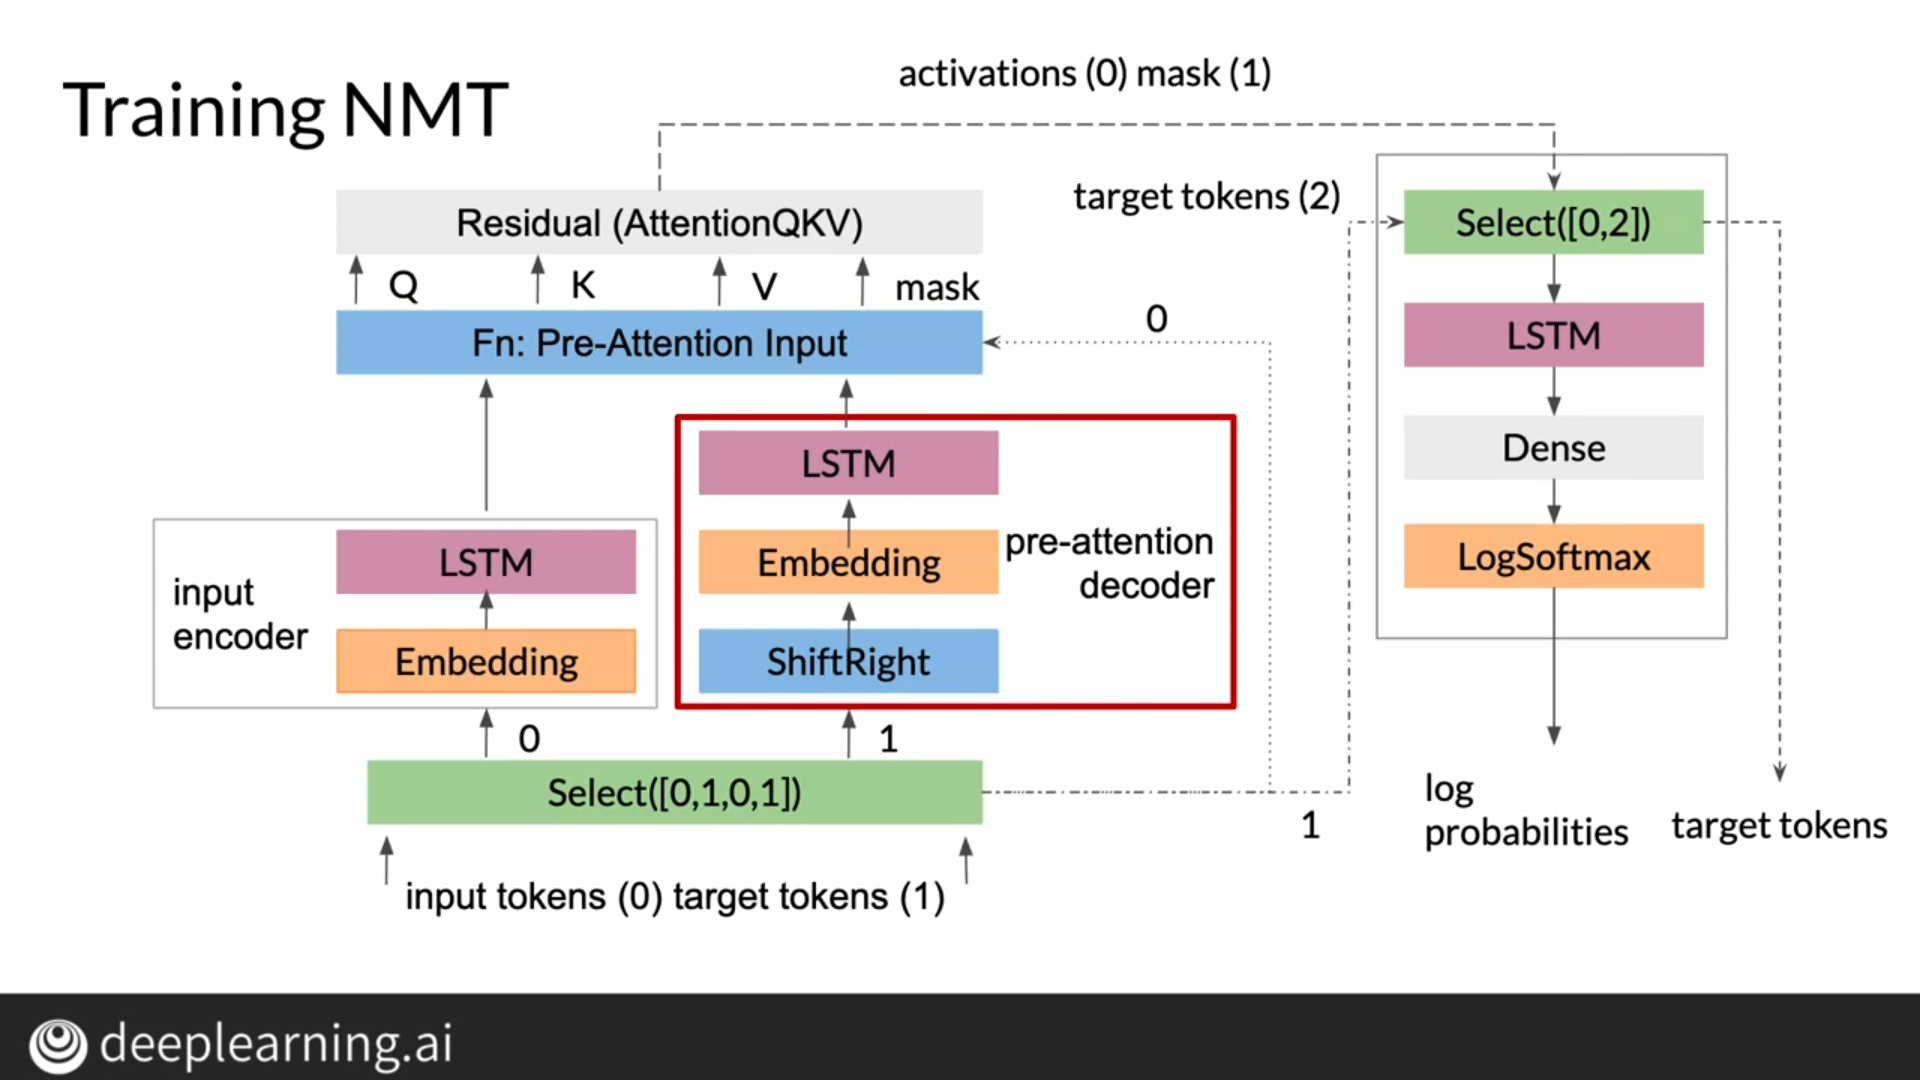 Training NMT
activations (0) mask (1)
target tokens (2)
Residual (AttentionQKV)
Q
K
V
mask
Fn: Pre-Attention Input
0
LSTM
Embedding
ShiftRight
pre-attention
decoder
input
encoder
LSTM
Embedding
0
1
Select([0,1,0,1])
1
input tokens (0) target tokens (1)
Select([0,2])
LSTM
Dense
LogSoftmax
log
probabilities
target tokens
deeplearning.ai